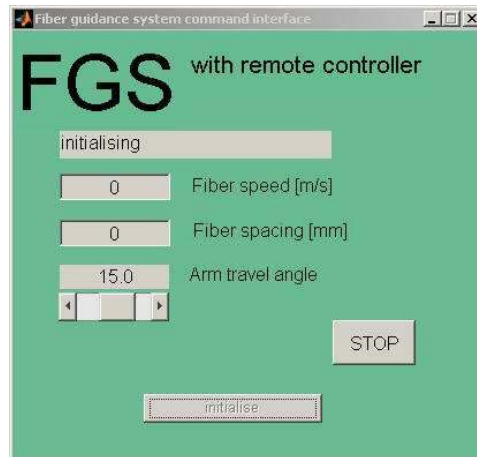 Fiber guidance system command interface
FGS with remote controller
initialising
0 Fiber speed [m/s]
0 Fiber spacing [mm]
15.0 Arm travel angle
STOP
initialise